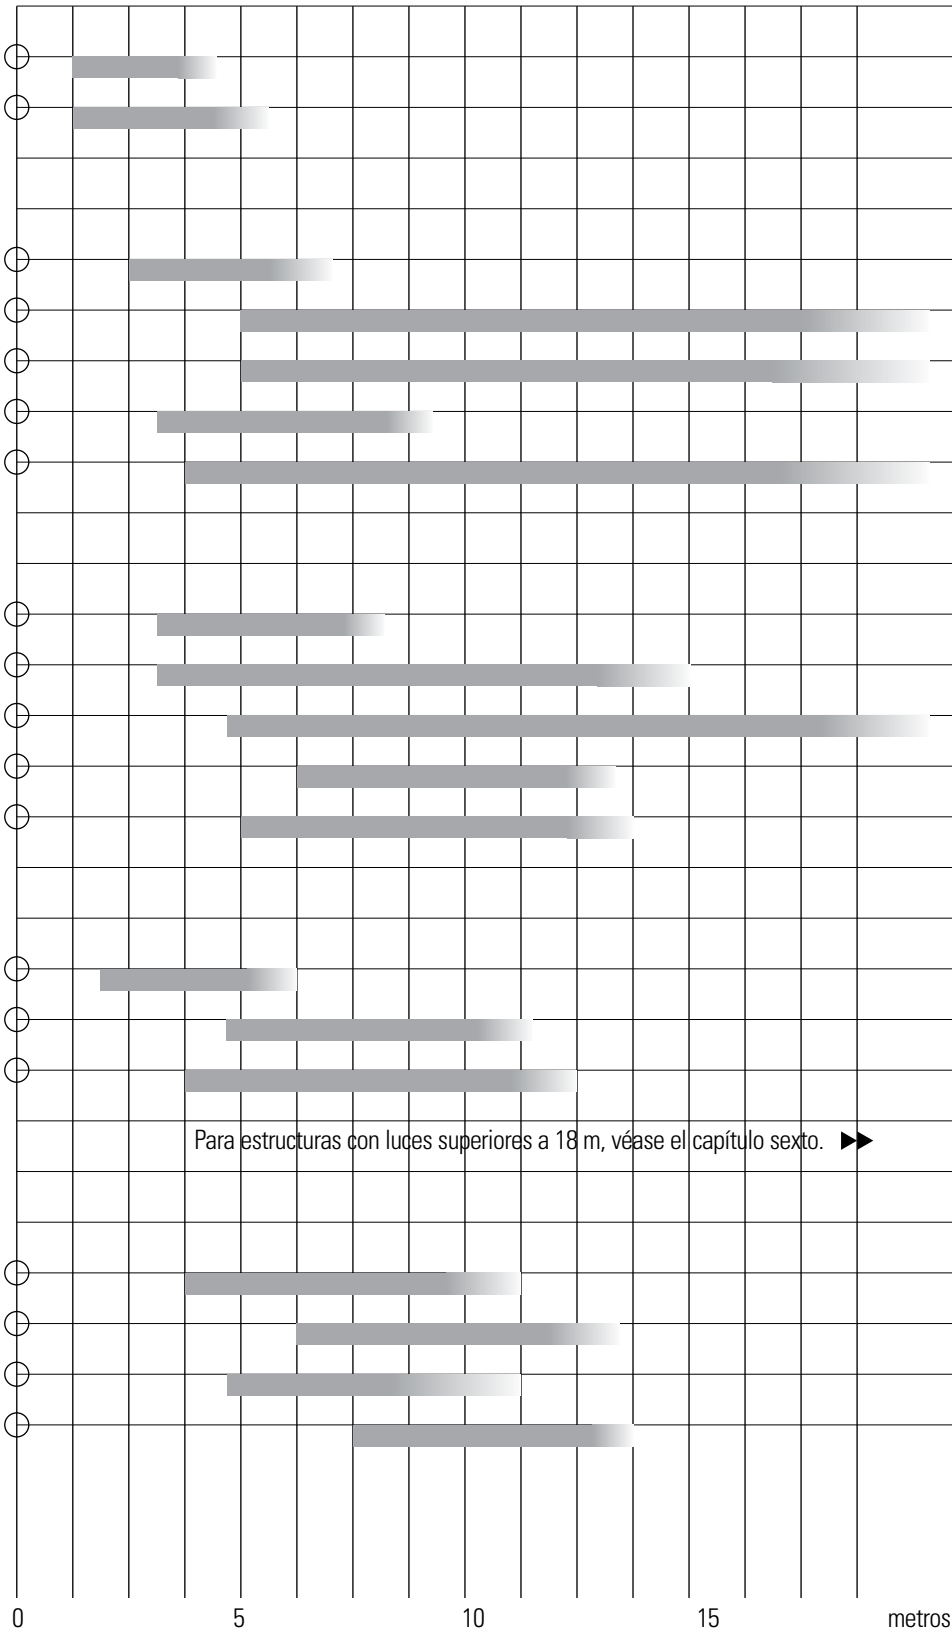 Para estructuras con luces superiores a 18 m, véase el capítulo sexto.
0 5 10 15 metros